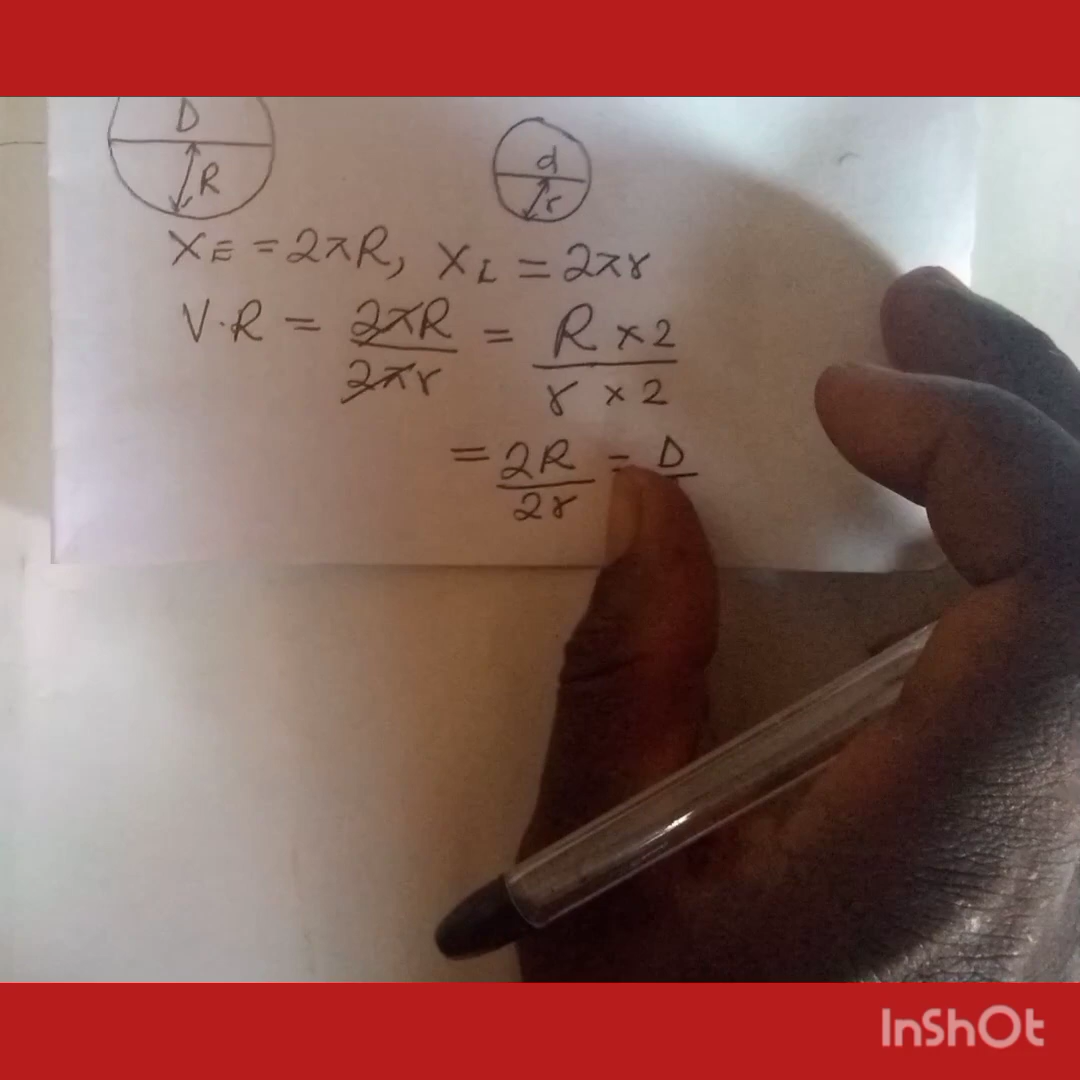 D
R
d
r
XE = 2πR, XL = 2πr
V.R = 2πR/2πr = R × 2/r × 2
= 2R/2r = D
InShOt